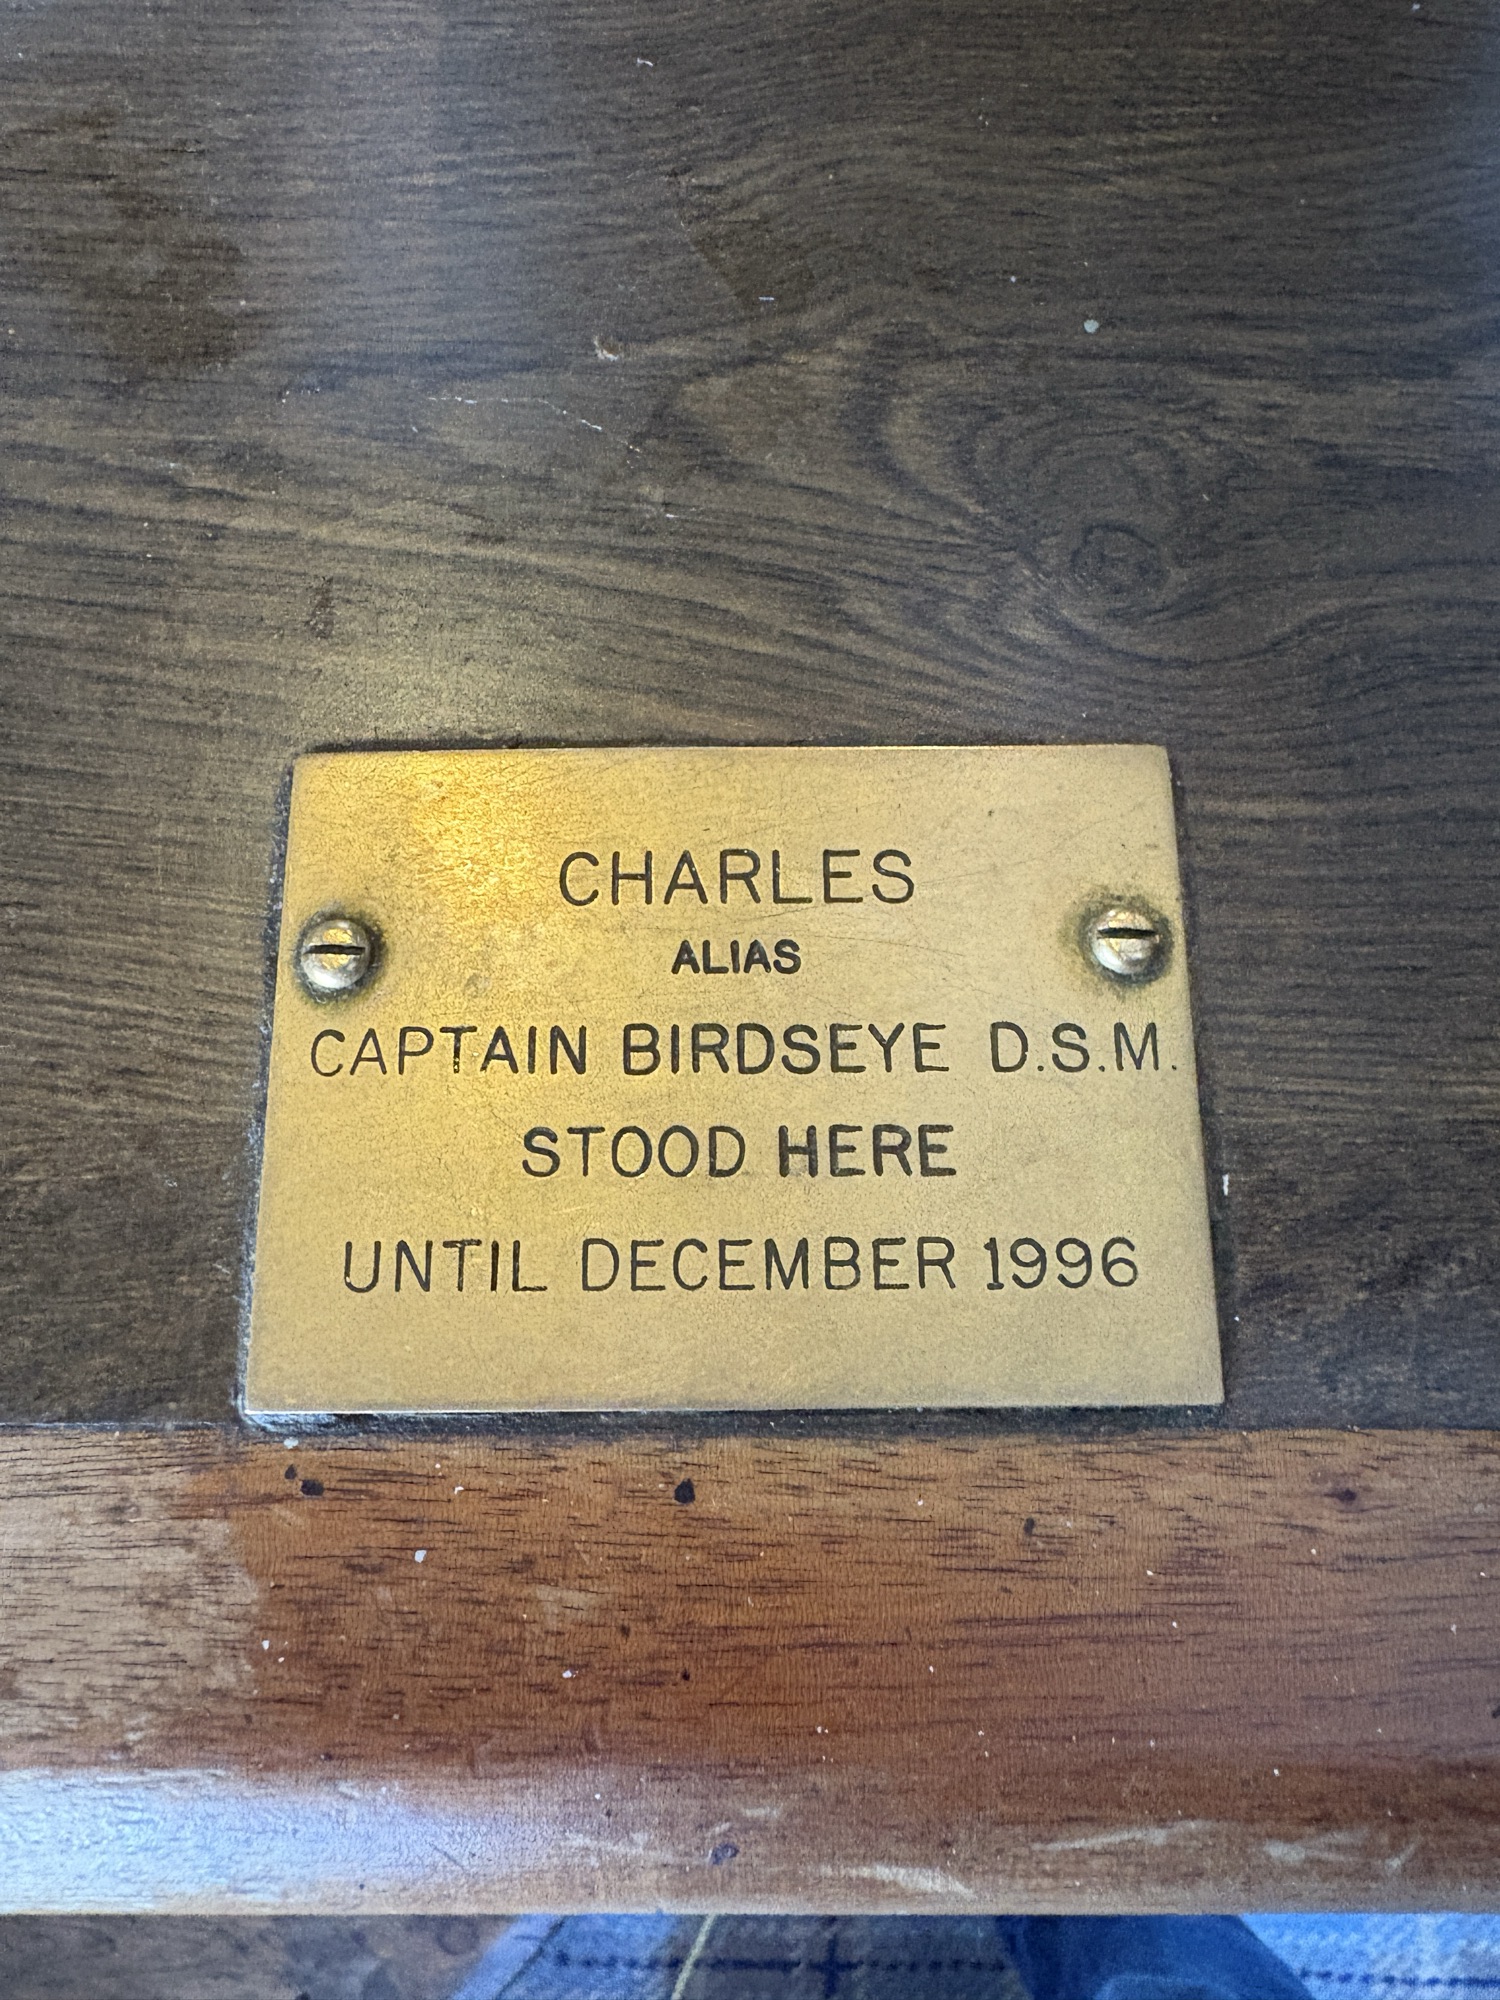 CHARLES
ALIAS
CAPTAIN BIRDSEYE D.S.M.
STOOD HERE
UNTIL DECEMBER 1996